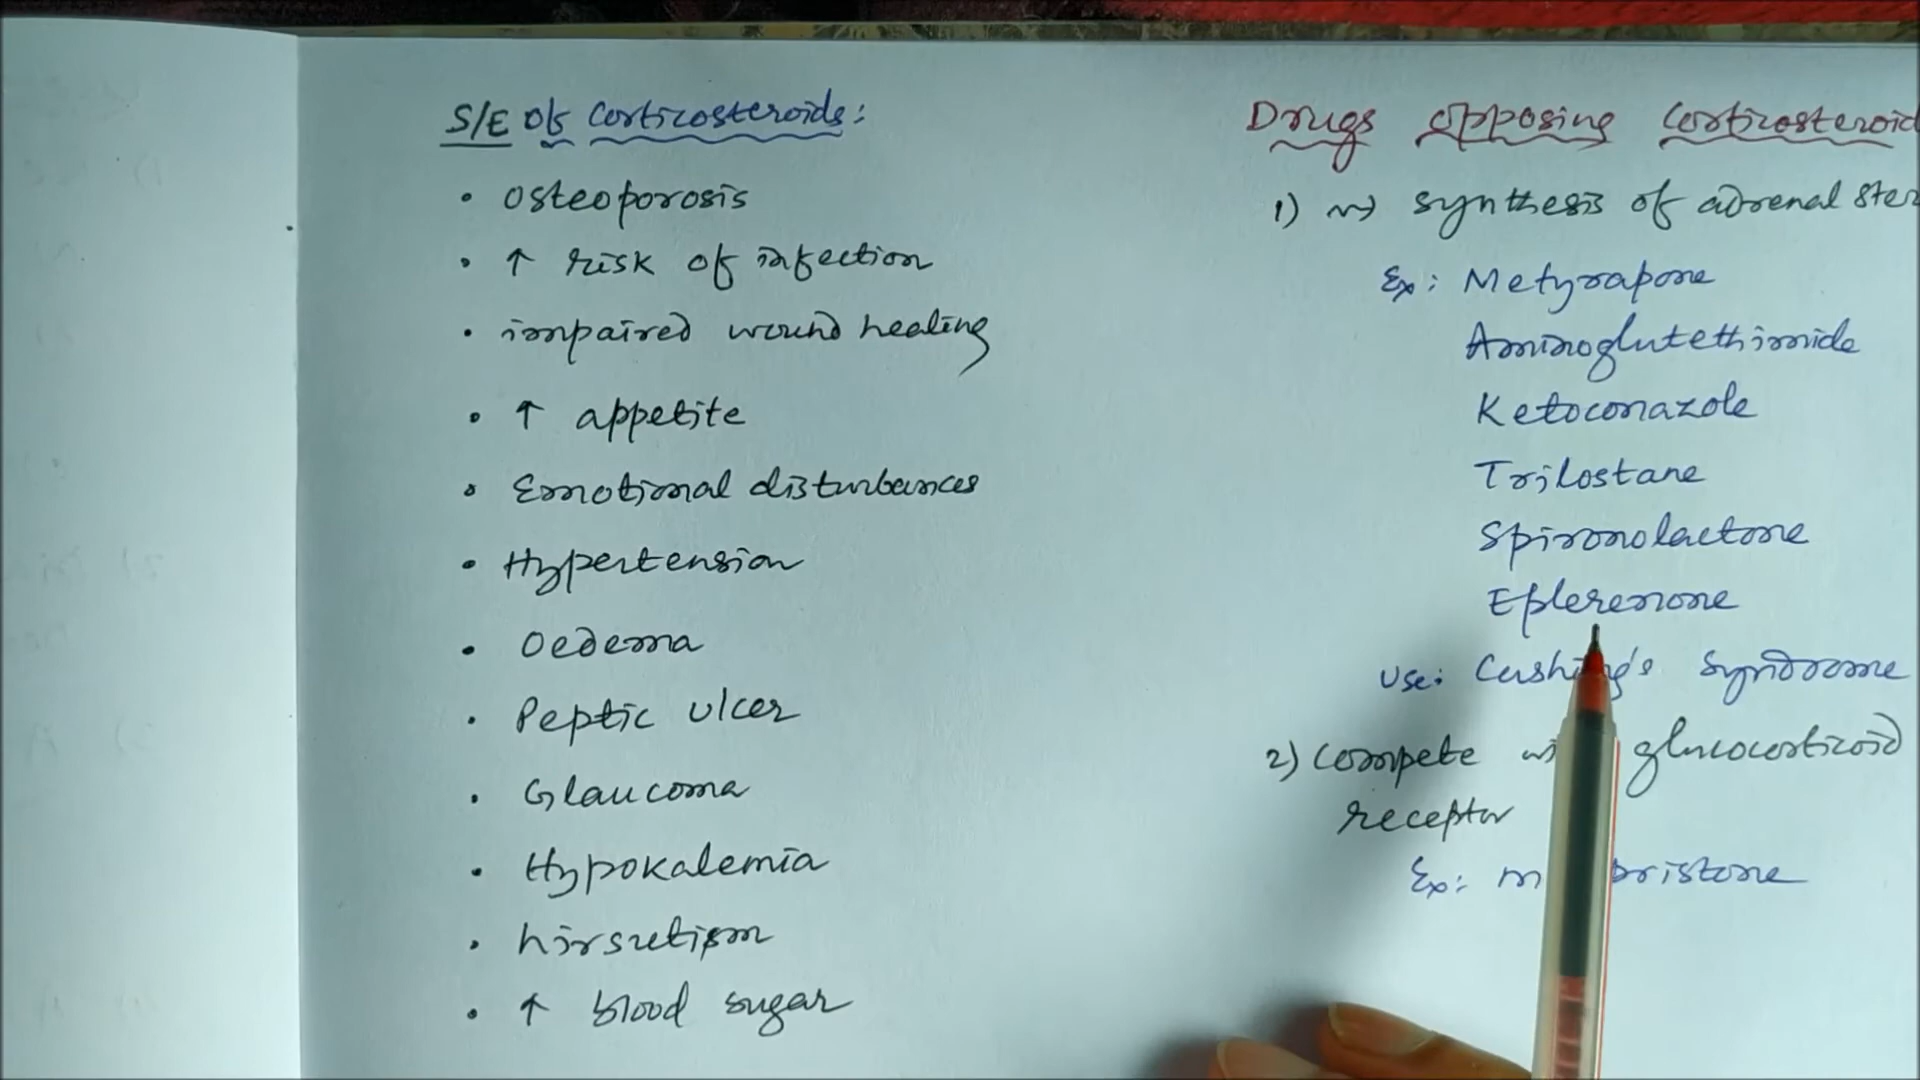 S/E Of Corticosteroids:
• Osteoporosis
• ↑ risk of infection
• impaired wound healing
• ↑ appetite
• Emotional disturbances
• Hypertension
• Oedema
• Peptic ulcer
• Glaucoma
• Hypokalemia
• hirsutism
• ↑ blood sugar
Drugs opposing Corticosteroid
1) synthesis of adrenal ster
Ex: Metyrapone
Aminoglutethimide
Ketoconazole
Trilostane
Spironolactone
Eplerenone
Use: Cushing's Syndrome
2) Compete glucocorticoid
receptor
Ex: